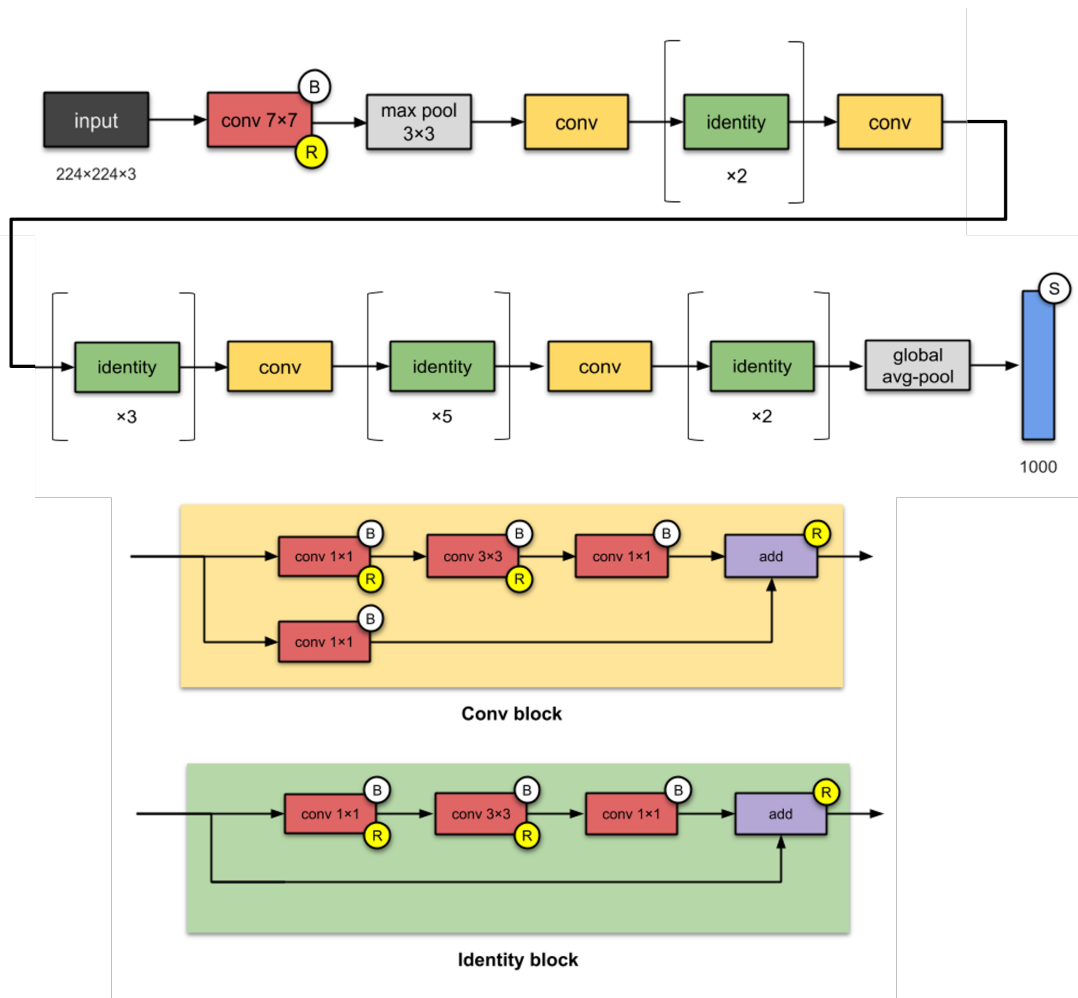 B
input
conv 7×7
max pool
3×3
conv
identity
conv
R
224×224×3
×2
S
identity
conv
identity
conv
identity
global
avg-pool
×3
×5
×2
1000
B
B
B
R
conv 1×1
conv 3×3
conv 1×1
add
R
R
B
conv 1×1
Conv block
B
B
B
R
conv 1×1
conv 3×3
conv 1×1
add
R
R
Identity block